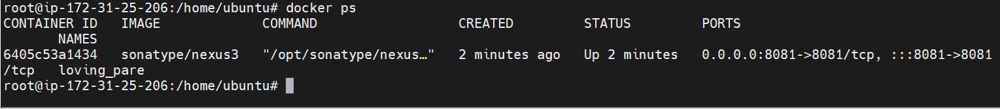 root@ip-172-31-25-206:/home/ubuntu# docker ps
CONTAINER ID   IMAGE             COMMAND                  CREATED         STATUS         PORTS
       NAMES
6405c53a1434   sonatype/nexus3   "/opt/sonatype/nexus…"   2 minutes ago   Up 2 minutes   0.0.0.0:8081->8081/tcp, :::8081->8081
/tcp   loving_pare
root@ip-172-31-25-206:/home/ubuntu#